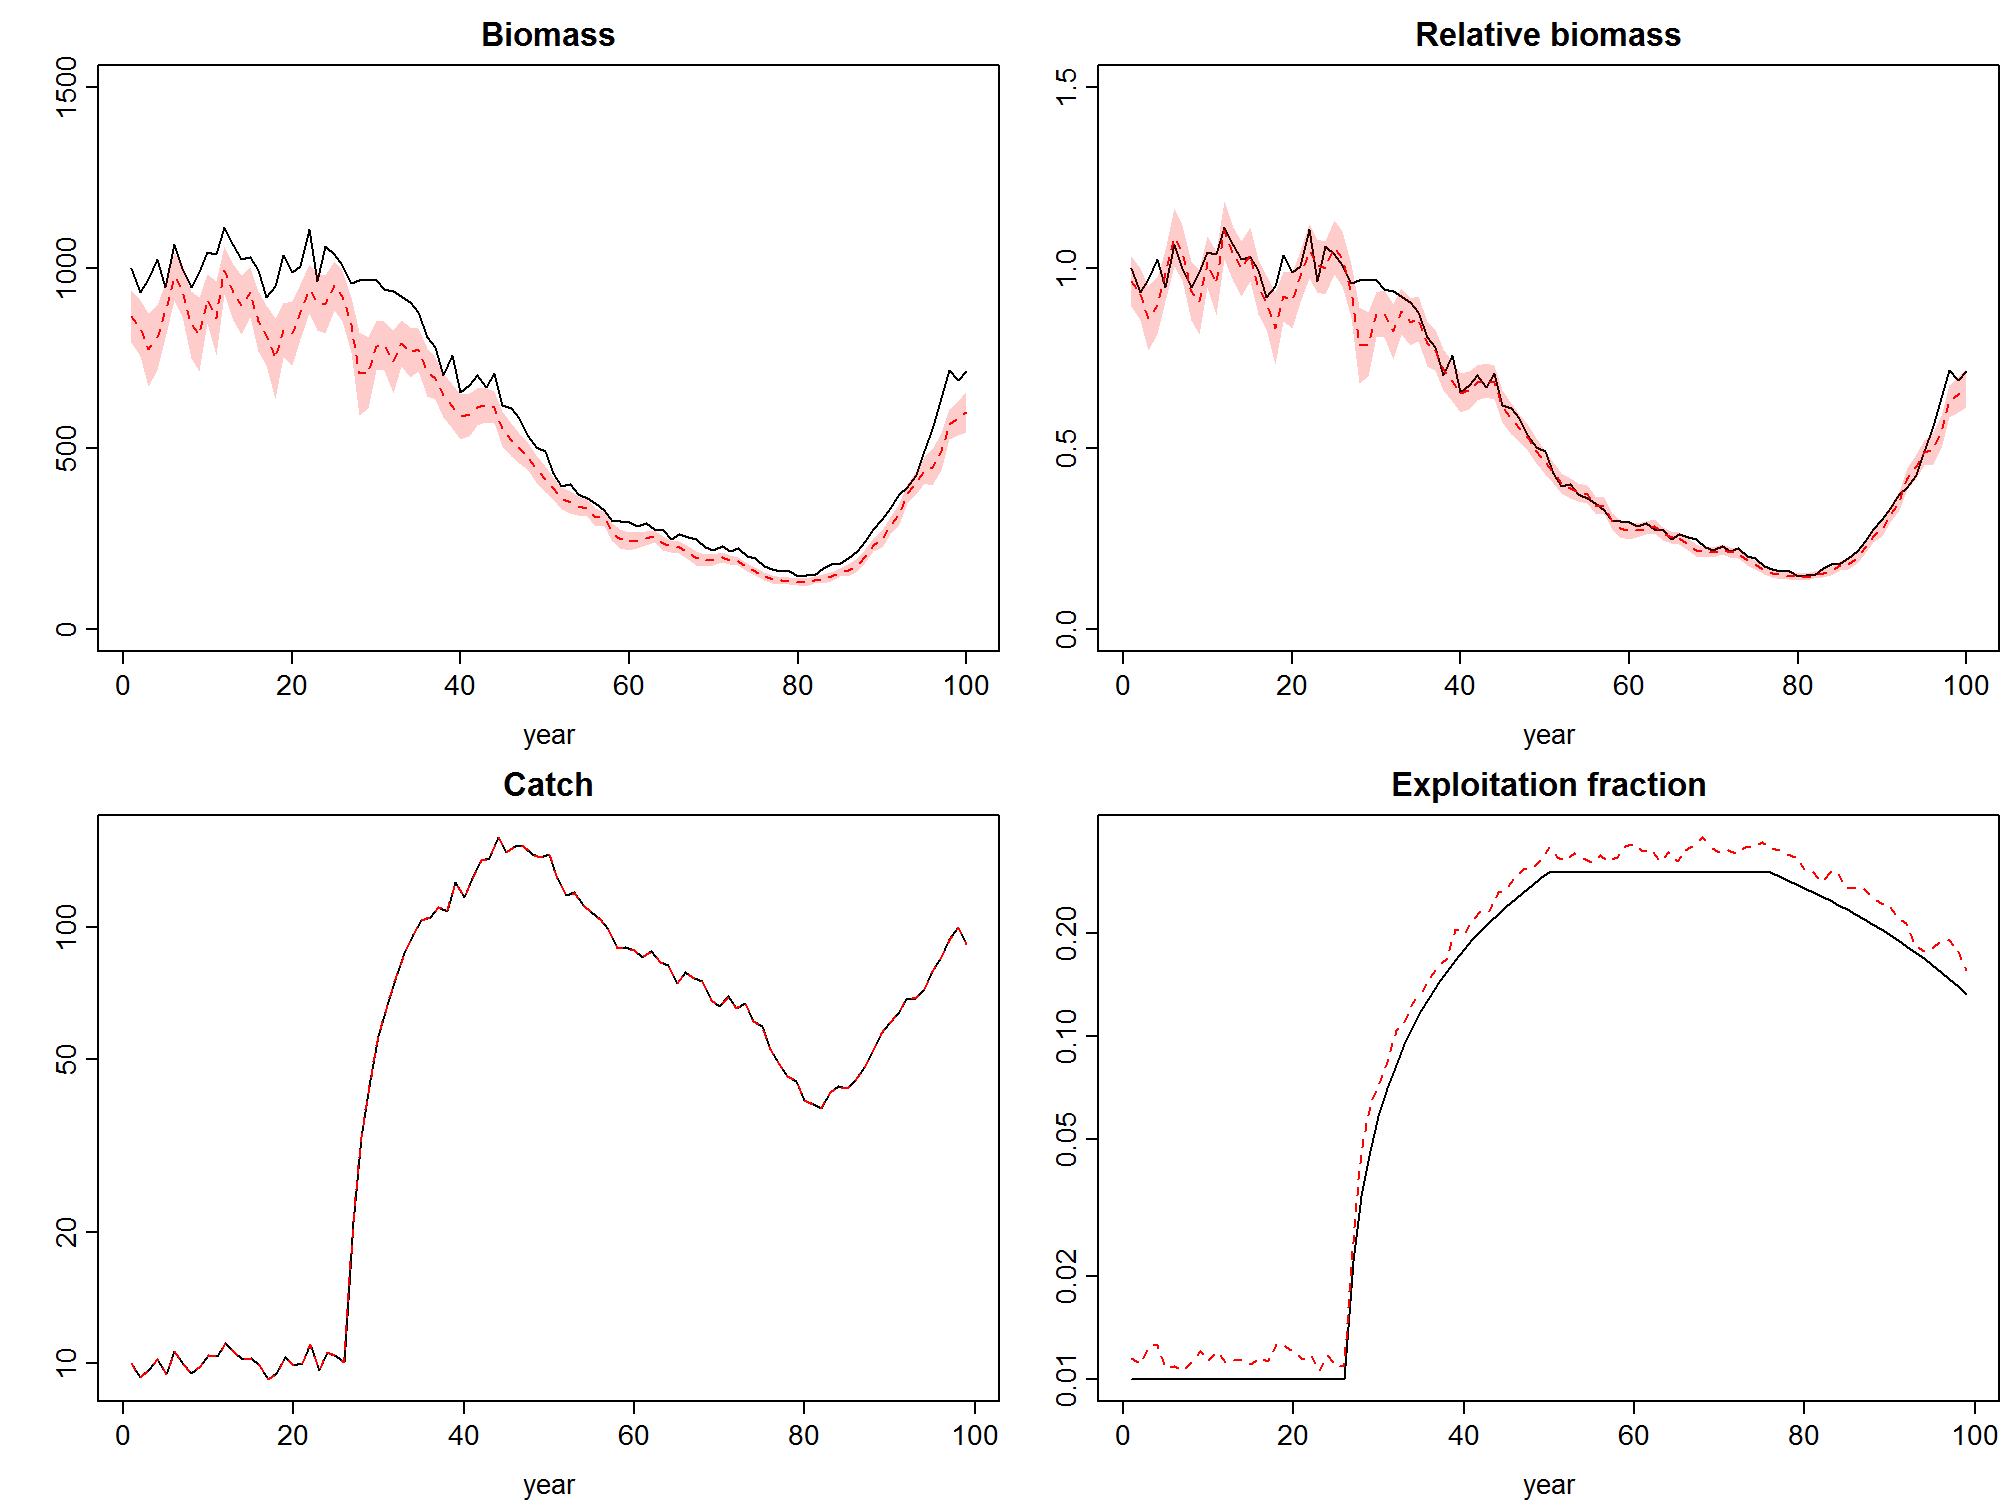 Biomass
1500
1000
500
0
0 20 40 60 80 100
year
Relative biomass
1.5
1.0
0.5
0.0
0 20 40 60 80 100
year
Catch
100
50
20
10
0 20 40 60 80 100
year
Exploitation fraction
0.20
0.10
0.05
0.02
0.01
0 20 40 60 80 100
year